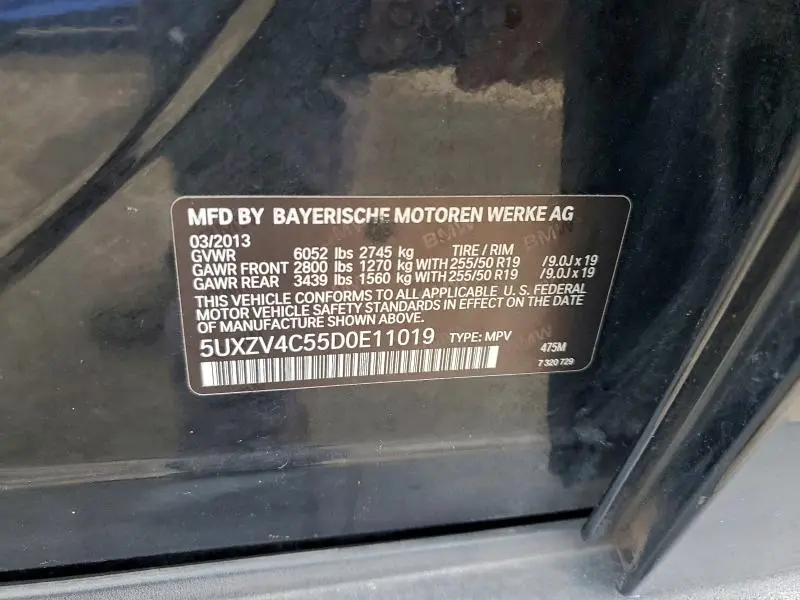 MFD BY BAYERISCHE MOTOREN WERKE AG
03/2013
GVWR 6052 lbs 2745 kg TIRE / RIM
GAWR FRONT 2800 lbs 1270 kg WITH 255/50 R19 /9.0J x 19
GAWR REAR 3439 lbs 1560 kg WITH 255/50 R19 /9.0J x 19
THIS VEHICLE CONFORMS TO ALL APPLICABLE U. S. FEDERAL
MOTOR VEHICLE SAFETY STANDARDS IN EFFECT ON THE DATE
OF MANUFACTURE SHOWN ABOVE.
5UXZV4C55D0E11019 TYPE: MPV
475M
7 320 729
BMW
BMW
BMW